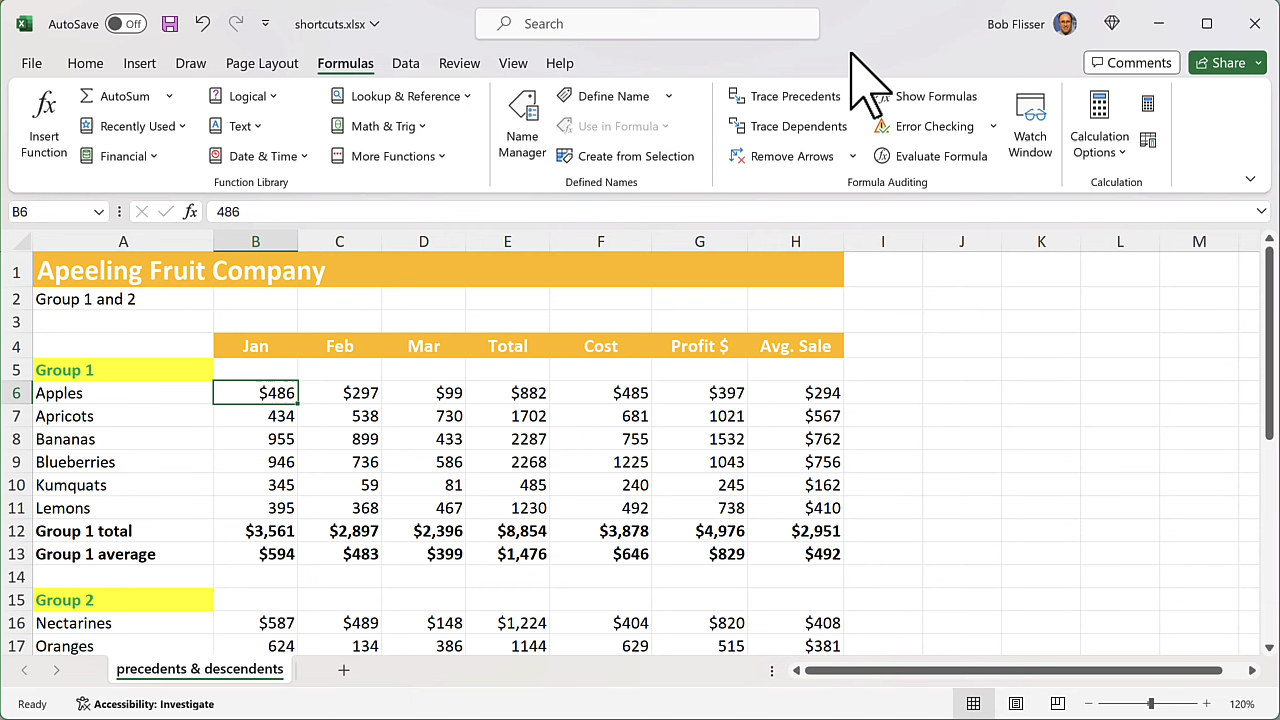 AutoSave Off shortcuts.xlsx Search Bob Flisser
File Home Insert Draw Page Layout Formulas Data Review View Help Comments Share
Insert Function
AutoSum
Recently Used
Financial
Logical
Text
Date & Time
Lookup & Reference
Math & Trig
More Functions
Function Library
Name Manager
Define Name
Use in Formula
Create from Selection
Defined Names
Trace Precedents
Trace Dependents
Remove Arrows
Show Formulas
Error Checking
Evaluate Formula
Formula Auditing
Watch Window
Calculation Options
Calculation
B6 fx 486
A B C D E F G H I J K L M
1 Apeeling Fruit Company
2 Group 1 and 2
3
4 Jan Feb Mar Total Cost Profit $ Avg. Sale
5 Group 1
6 Apples $486 $297 $99 $882 $485 $397 $294
7 Apricots 434 538 730 1702 681 1021 $567
8 Bananas 955 899 433 2287 755 1532 $762
9 Blueberries 946 736 586 2268 1225 1043 $756
10 Kumquats 345 59 81 485 240 245 $162
11 Lemons 395 368 467 1230 492 738 $410
12 Group 1 total $3,561 $2,897 $2,396 $8,854 $3,878 $4,976 $2,951
13 Group 1 average $594 $483 $399 $1,476 $646 $829 $492
14
15 Group 2
16 Nectarines $587 $489 $148 $1,224 $404 $820 $408
17 Oranges 624 134 386 1144 629 515 $381
precedents & descendents
Ready Accessibility: Investigate 120%